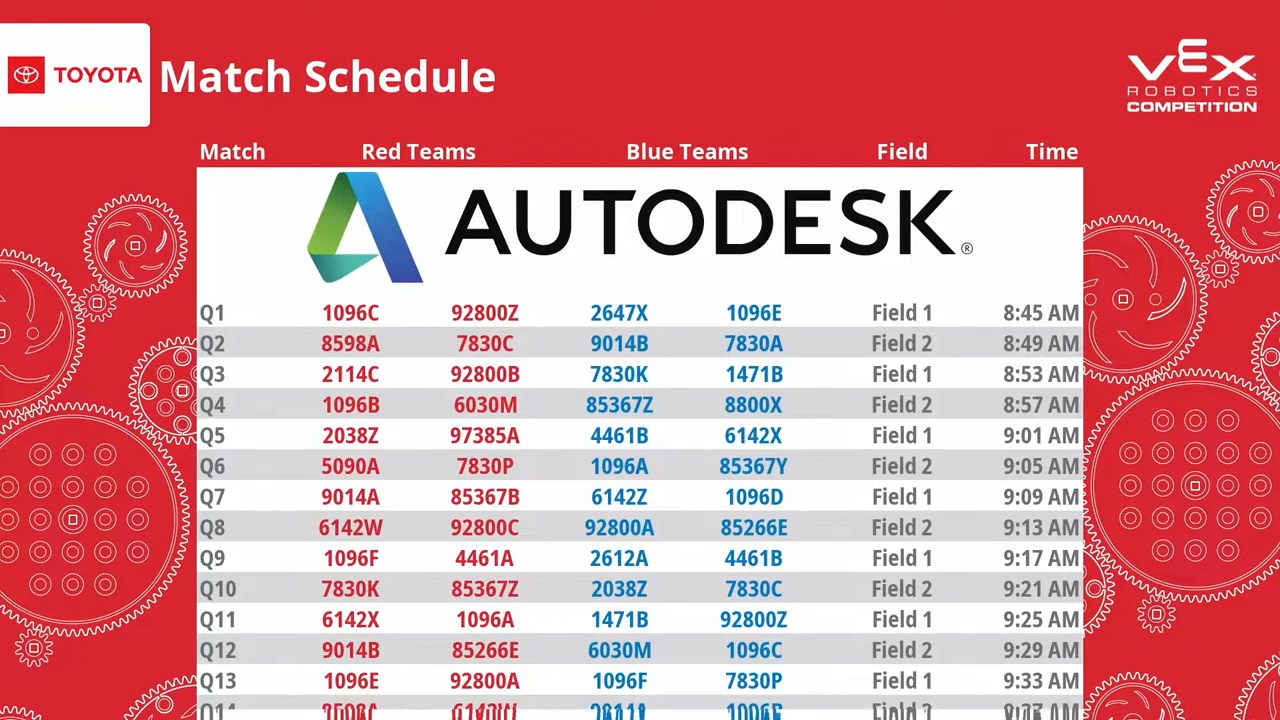 TOYOTA Match Schedule
VEX ROBOTICS COMPETITION
Match Red Teams Blue Teams Field Time
AUTODESK®
Q1 1096C 92800Z 2647X 1096E Field 1 8:45 AM
Q2 8598A 7830C 9014B 7830A Field 2 8:49 AM
Q3 2114C 92800B 7830K 1471B Field 1 8:53 AM
Q4 1096B 6030M 85367Z 8800X Field 2 8:57 AM
Q5 2038Z 97385A 4461B 6142X Field 1 9:01 AM
Q6 5090A 7830P 1096A 85367Y Field 2 9:05 AM
Q7 9014A 85367B 6142Z 1096D Field 1 9:09 AM
Q8 6142W 92800C 92800A 85266E Field 2 9:13 AM
Q9 1096F 4461A 2612A 4461B Field 1 9:17 AM
Q10 7830K 85367Z 2038Z 7830C Field 2 9:21 AM
Q11 6142X 1096A 1471B 92800Z Field 1 9:25 AM
Q12 9014B 85266E 6030M 1096C Field 2 9:29 AM
Q13 1096E 92800A 1096F 7830P Field 1 9:33 AM